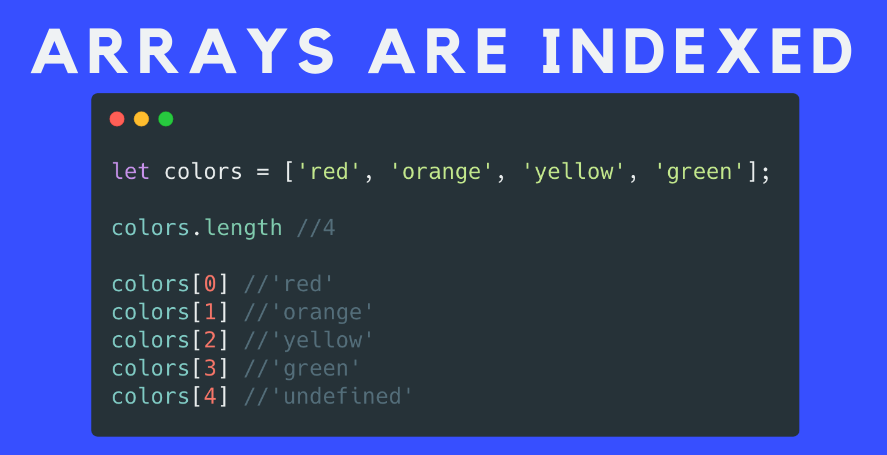 ARRAYS ARE INDEXED
let colors = ['red', 'orange', 'yellow', 'green'];
colors.length //4
colors[0] //'red'
colors[1] //'orange'
colors[2] //'yellow'
colors[3] //'green'
colors[4] //'undefined'